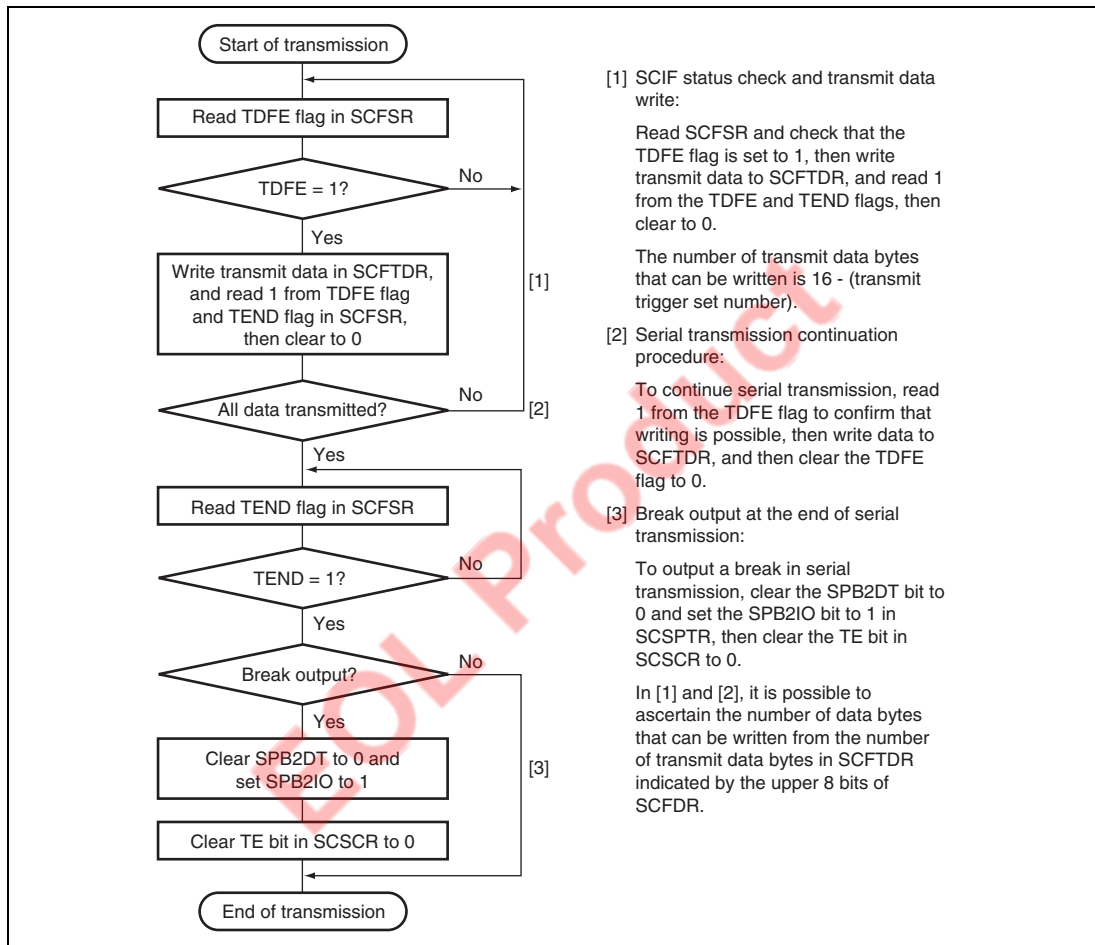 Start of transmission
Read TDFE flag in SCFSR
TDFE = 1?
No
Yes
Write transmit data in SCFTDR,
and read 1 from TDFE flag
and TEND flag in SCFSR,
then clear to 0
[1]
All data transmitted?
No
[2]
Yes
Read TEND flag in SCFSR
TEND = 1?
No
Yes
Break output?
No
Yes
Clear SPB2DT to 0 and
set SPB2IO to 1
[3]
Clear TE bit in SCSCR to 0
End of transmission
[1] SCIF status check and transmit data
write:
Read SCFSR and check that the
TDFE flag is set to 1, then write
transmit data to SCFTDR, and read 1
from the TDFE and TEND flags, then
clear to 0.
The number of transmit data bytes
that can be written is 16 - (transmit
trigger set number).
[2] Serial transmission continuation
procedure:
To continue serial transmission, read
1 from the TDFE flag to confirm that
writing is possible, then write data to
SCFTDR, and then clear the TDFE
flag to 0.
[3] Break output at the end of serial
transmission:
To output a break in serial
transmission, clear the SPB2DT bit to
0 and set the SPB2IO bit to 1 in
SCSPTR, then clear the TE bit in
SCSCR to 0.
In [1] and [2], it is possible to
ascertain the number of data bytes
that can be written from the number
of transmit data bytes in SCFTDR
indicated by the upper 8 bits of
SCFDR.
EOL Product